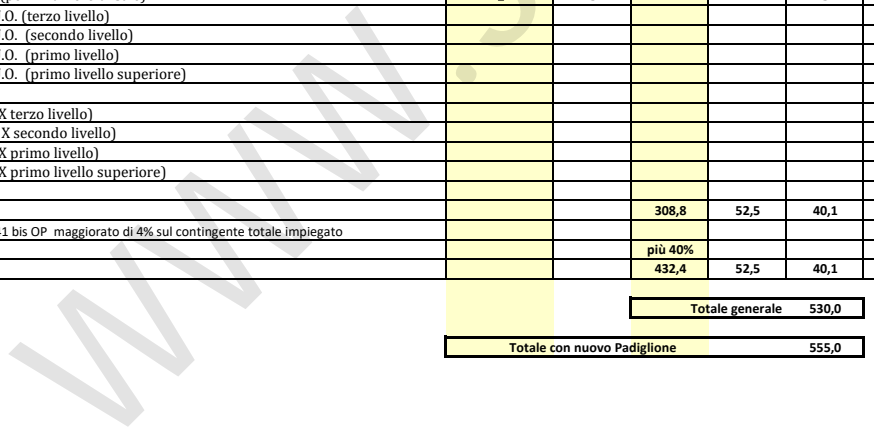 .O. (terzo livello)
.O. (secondo livello)
.O. (primo livello)
.O. (primo livello superiore)
X terzo livello)
X secondo livello)
X primo livello)
X primo livello superiore)
308,8 52,5 40,1
1 bis OP maggiorato di 4% sul contingente totale impiegato
più 40%
432,4 52,5 40,1
Totale generale 530,0
Totale con nuovo Padiglione 555,0
www.s